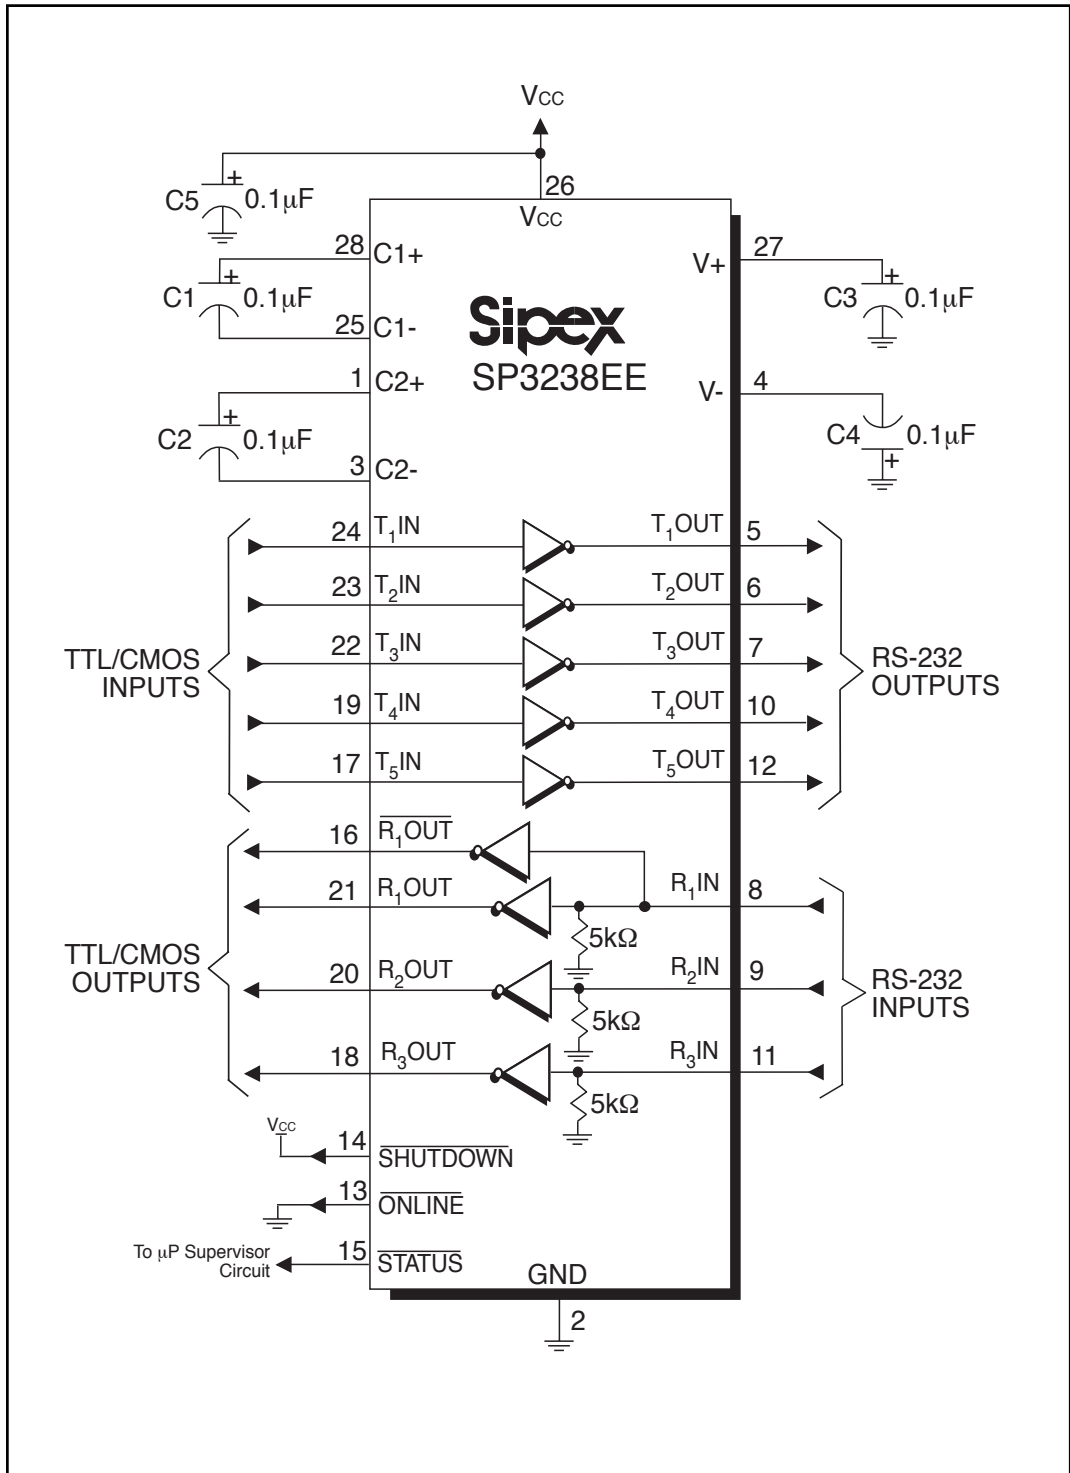 VCC
C5
+
0.1μF
26
VCC
28
C1+
C1
+
0.1μF
25
C1-
V+
27
C3
+
0.1μF
Sipex
SP3238EE
1
C2+
C2
+
0.1μF
3
C2-
V-
4
C4
0.1μF
+
24
T1IN
T1OUT
5
23
T2IN
T2OUT
6
22
T3IN
T3OUT
7
TTL/CMOS
INPUTS
RS-232
OUTPUTS
19
T4IN
T4OUT
10
17
T5IN
T5OUT
12
16
R1OUT
21
R1OUT
R1IN
8
5kΩ
TTL/CMOS
OUTPUTS
20
R2OUT
R2IN
9
5kΩ
RS-232
INPUTS
18
R3OUT
R3IN
11
5kΩ
VCC
14
SHUTDOWN
13
ONLINE
To μP Supervisor
Circuit
15
STATUS
GND
2